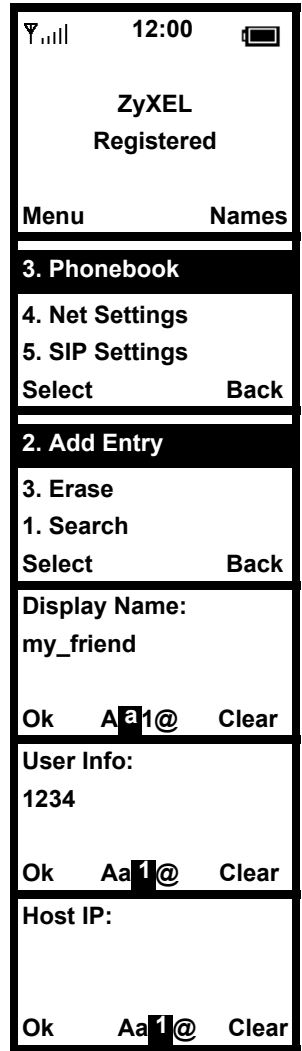 12:00
ZyXEL
Registered
Menu Names
3. Phonebook
4. Net Settings
5. SIP Settings
Select Back
2. Add Entry
3. Erase
1. Search
Select Back
Display Name:
my_friend
Ok Aa1@ Clear
User Info:
1234
Ok Aa1@ Clear
Host IP:
Ok Aa1@ Clear